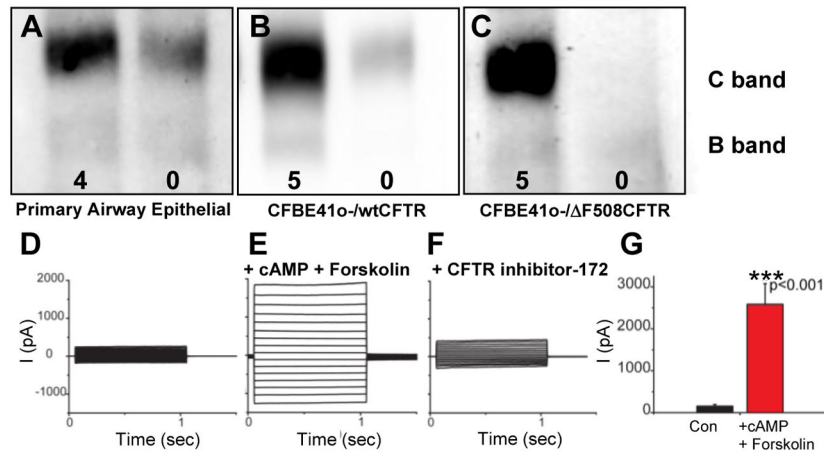 A
B
C
C band
B band
4 0
5 0
5 0
Primary Airway Epithelial
CFBE41o-/wtCFTR
CFBE41o-/ΔF508CFTR
D
E
+ cAMP + Forskolin
F
+ CFTR inhibitor-172
G
I (pA)
2000
1000
0
-1000
0 1
Time (sec)
0 1
Time (sec)
0 1
Time (sec)
I (pA)
3000
2000
1000
0
***
p<0.001
Con
+cAMP
+ Forskolin